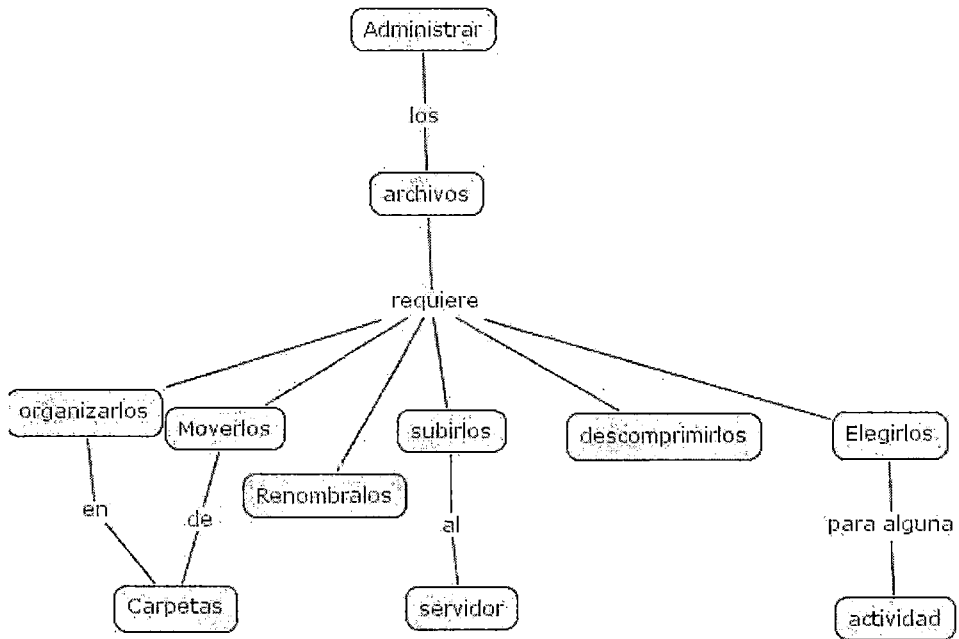 Administrar
los
archivos
requiere
organizarlos
Moverlos
subirlos
descomprimirlos
Elegirlos
Renombralos
en
de
al
para alguna
Carpetas
servidor
actividad